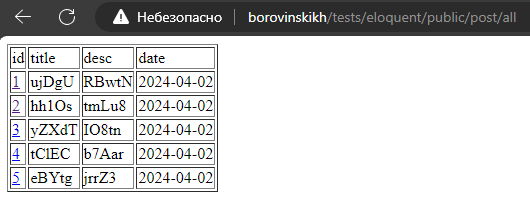 Небезопасно borovinskikh/tests/eloquent/public/post/all
id title desc date
1 ujDgU RBwtN 2024-04-02
2 hh1Os tmLu8 2024-04-02
3 yZXdT IO8tn 2024-04-02
4 tClEC b7Aar 2024-04-02
5 eBYtg jrrZ3 2024-04-02